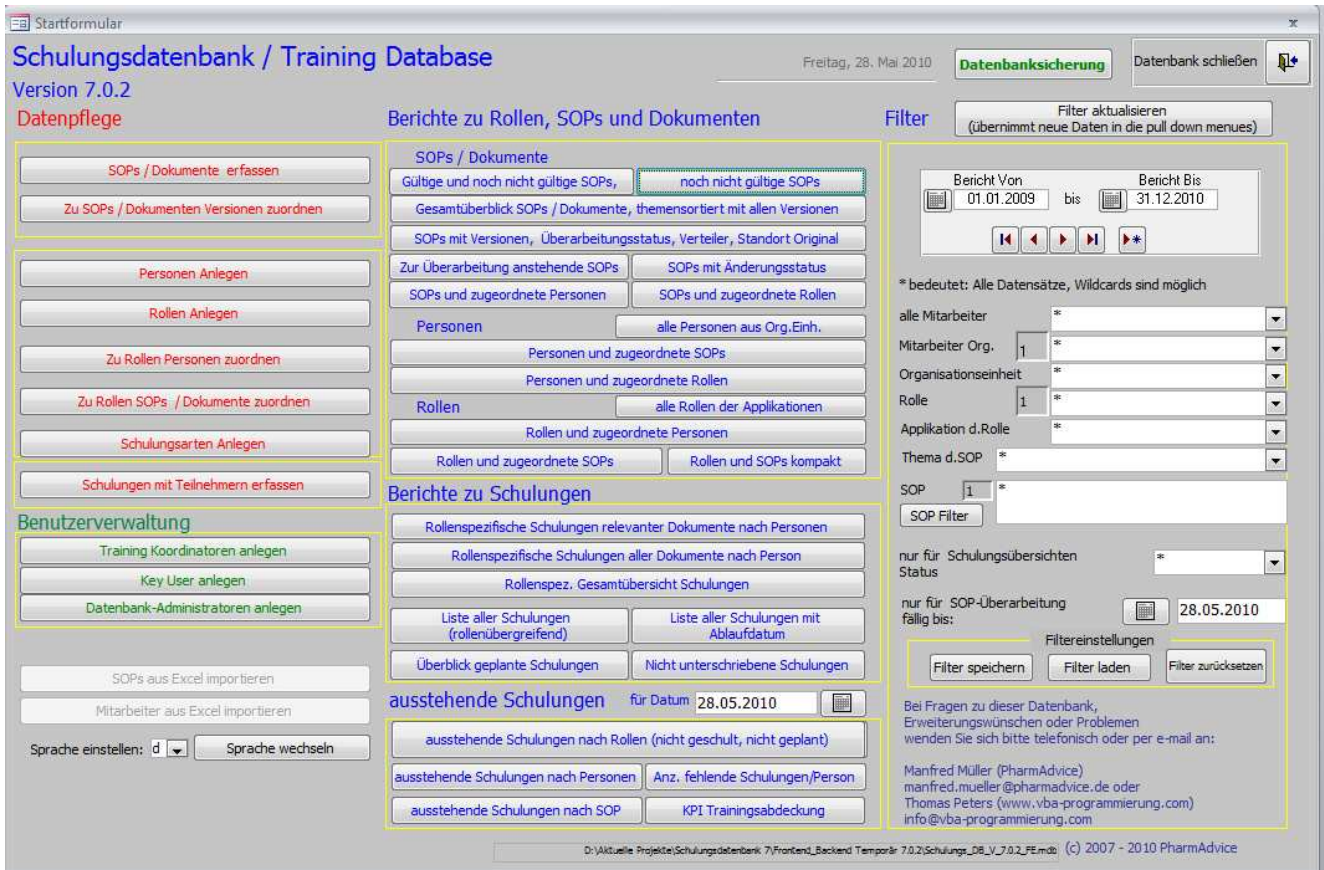 Startformular
x
Schulungsdatenbank / Training Database
Version 7.0.2
Freitag, 28. Mai 2010
Datenbanksicherung
Datenbank schließen
Datenpflege
SOPs / Dokumente erfassen
Zu SOPs / Dokumenten Versionen zuordnen
Personen Anlegen
Rollen Anlegen
Zu Rollen Personen zuordnen
Zu Rollen SOPs / Dokumente zuordnen
Schulungsarten Anlegen
Schulungen mit Teilnehmern erfassen
Benutzerverwaltung
Training Koordinatoren anlegen
Key User anlegen
Datenbank-Administratoren anlegen
SOPs aus Excel importieren
Mitarbeiter aus Excel importieren
Sprache einstellen: d Sprache wechseln
Berichte zu Rollen, SOPs und Dokumenten
SOPs / Dokumente
Gültige und noch nicht gültige SOPs, noch nicht gültige SOPs
Gesamtüberblick SOPs / Dokumente, themensortiert mit allen Versionen
SOPs mit Versionen, Überarbeitungsstatus, Verteiler, Standort Original
Zur Überarbeitung anstehende SOPs SOPs mit Änderungsstatus
SOPs und zugeordnete Personen SOPs und zugeordnete Rollen
Personen alle Personen aus Org.Einh.
Personen und zugeordnete SOPs
Personen und zugeordnete Rollen
Rollen alle Rollen der Applikationen
Rollen und zugeordnete Personen
Rollen und zugeordnete SOPs Rollen und SOPs kompakt
Berichte zu Schulungen
Rollenspezifische Schulungen relevanter Dokumente nach Personen
Rollenspezifische Schulungen aller Dokumente nach Person
Rollenspez. Gesamtübersicht Schulungen
Liste aller Schulungen
(rollenübergreifend)
Liste aller Schulungen mit
Ablaufdatum
Überblick geplante Schulungen Nicht unterschriebene Schulungen
ausstehende Schulungen für Datum 28.05.2010
ausstehende Schulungen nach Rollen (nicht geschult, nicht geplant)
ausstehende Schulungen nach Personen Anz. fehlende Schulungen/Person
ausstehende Schulungen nach SOP KPI Trainingsabdeckung
Filter
Filter aktualisieren
(übernimmt neue Daten in die pull down menues)
Bericht Von Bericht Bis
01.01.2009 bis 31.12.2010
* bedeutet: Alle Datensätze, Wildcards sind möglich
alle Mitarbeiter *
Mitarbeiter Org. 1 *
Organisationseinheit *
Rolle 1 *
Applikation d.Rolle *
Thema d.SOP *
SOP 1 *
SOP Filter
nur für Schulungsübersichten
Status
*
nur für SOP-Überarbeitung
fällig bis:
28.05.2010
Filtereinstellungen
Filter speichern Filter laden Filter zurücksetzen
Bei Fragen zu dieser Datenbank,
Erweiterungswünschen oder Problemen
wenden Sie sich bitte telefonisch oder per e-mail an:
Manfred Müller (PharmAdvice)
manfred.mueller@pharmadvice.de oder
Thomas Peters (www.vba-programmierung.com)
info@vba-programmierung.com
D:\Aktuelle Projekte\Schulungsdatenbank 7\Frontend_Backend Temporär 7.0.2\Schulungs_DB_V_7.0.2_FE.mdb (c) 2007 - 2010 PharmAdvice